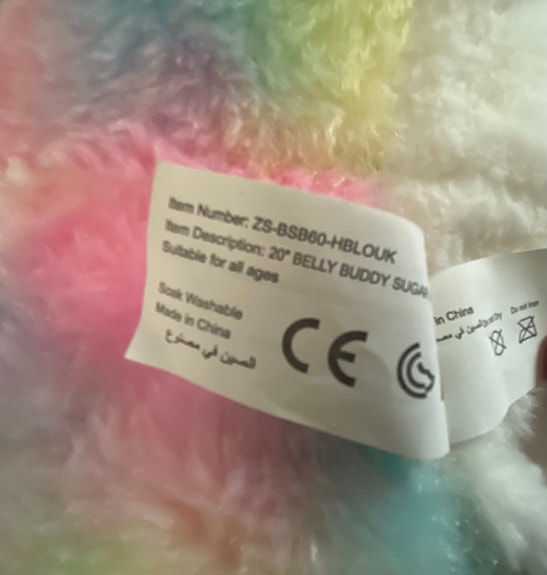 Item Number: ZS-BSB60-HBLOUK
Item Description: 20" BELLY BUDDY SUGAR
Suitable for all ages
Soak Washable
Made in China
الصين في مصنوع
CE
in China
Do not Iron